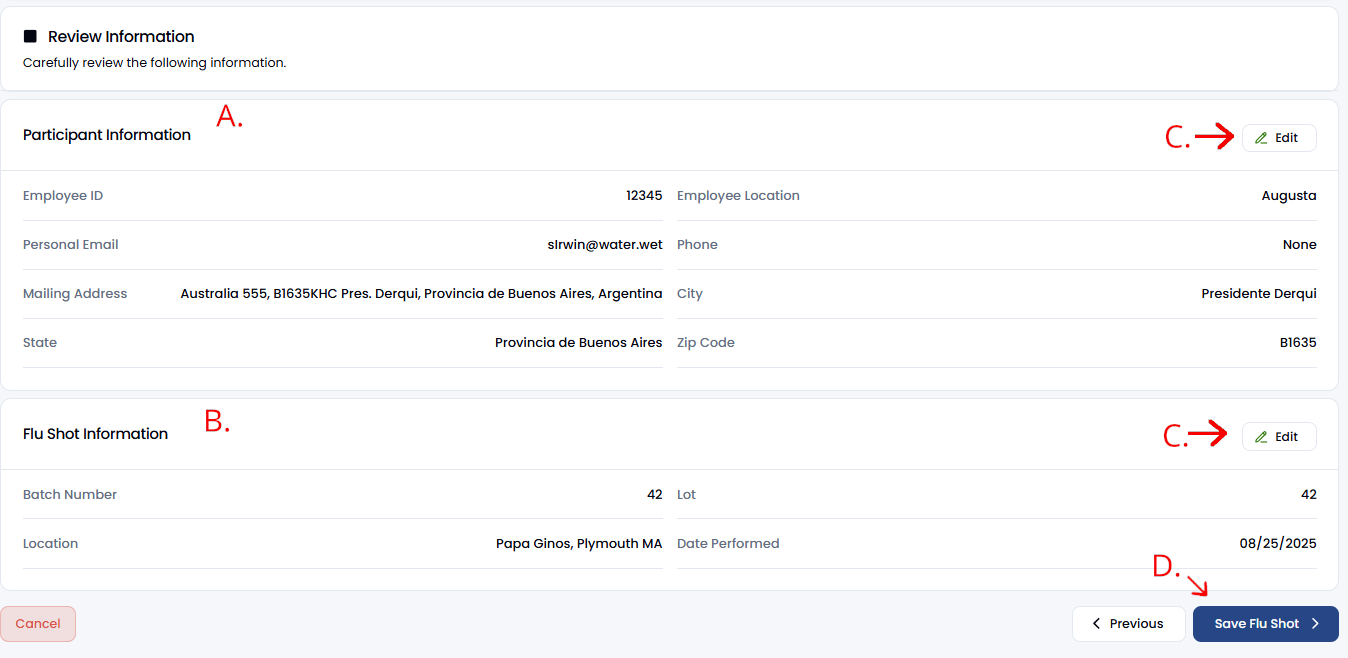 Review Information
Carefully review the following information.
A.
Participant Information
C.
Edit
Employee ID 12345 Employee Location Augusta
Personal Email sIrwin@water.wet Phone None
Mailing Address Australia 555, B1635KHC Pres. Derqui, Provincia de Buenos Aires, Argentina City Presidente Derqui
State Provincia de Buenos Aires Zip Code B1635
B.
Flu Shot Information
C.
Edit
Batch Number 42 Lot 42
Location Papa Ginos, Plymouth MA Date Performed 08/25/2025
D.
Cancel Previous Save Flu Shot